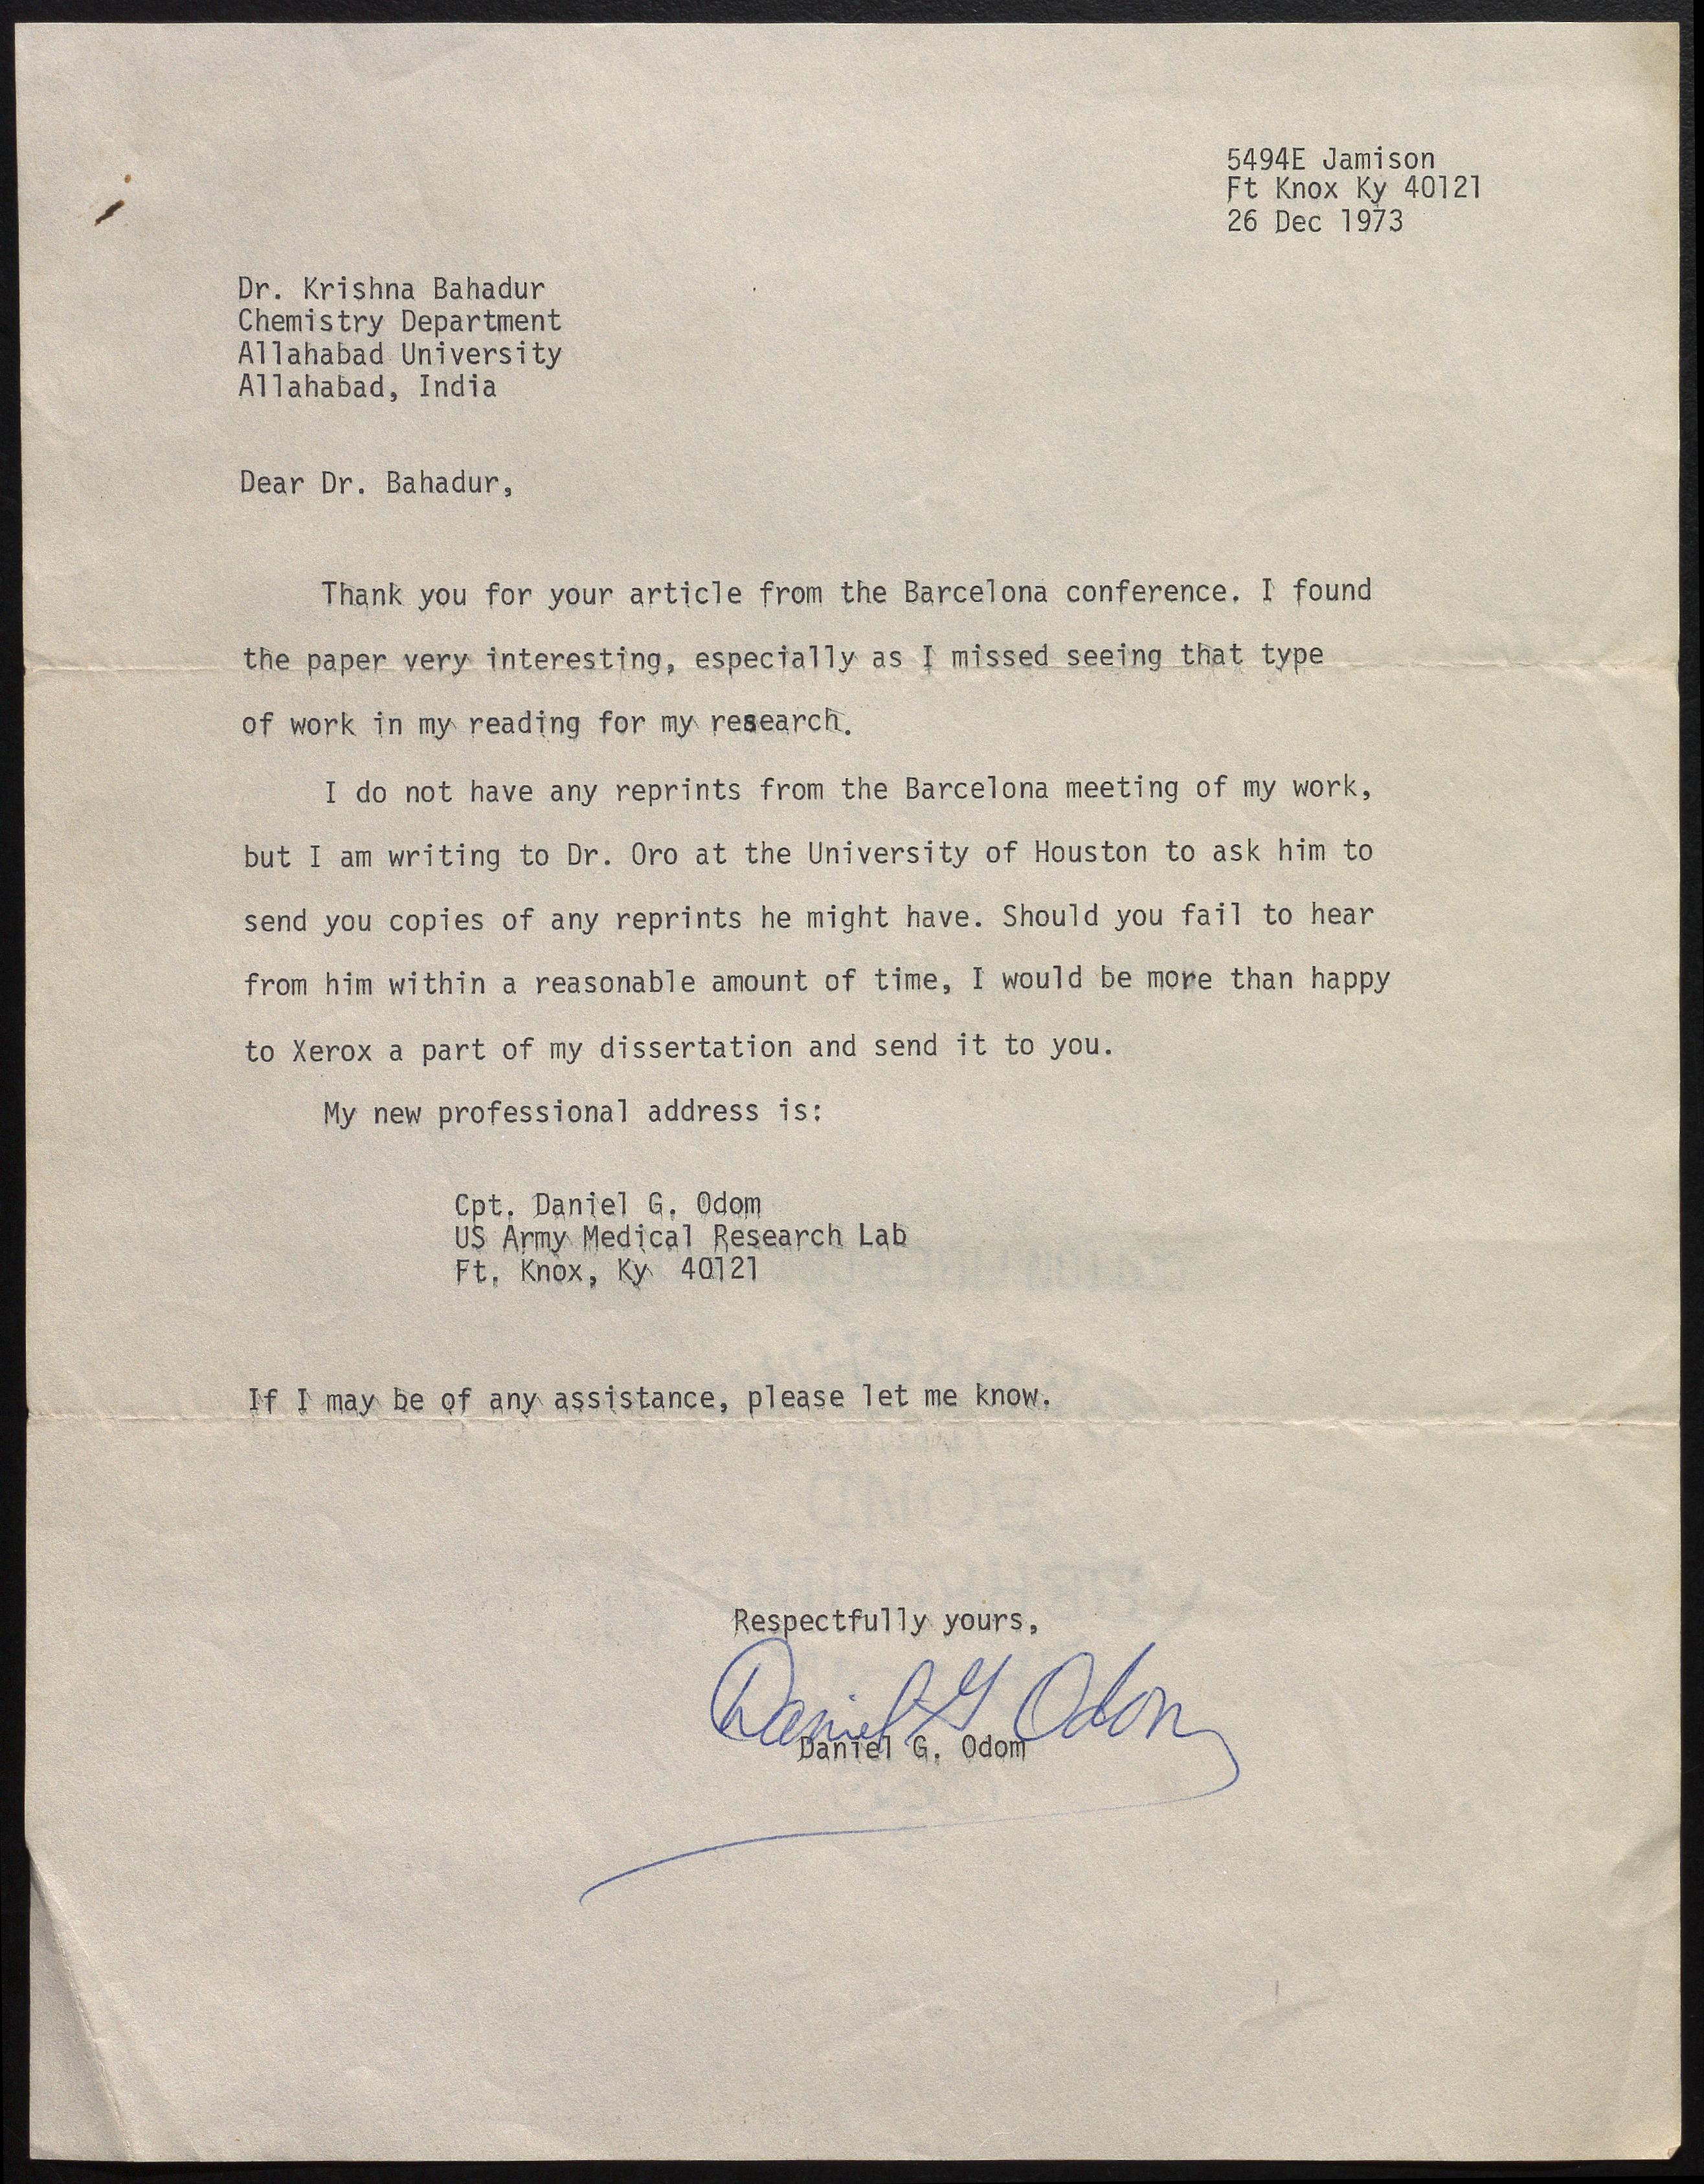 5494E Jamison
Ft Knox Ky 40121
26 Dec 1973
Dr. Krishna Bahadur
Chemistry Department
Allahabad University
Allahabad, India
Dear Dr. Bahadur,
Thank you for your article from the Barcelona conference. I found
the paper very interesting, especially as I missed seeing that type
of work in my reading for my research.
I do not have any reprints from the Barcelona meeting of my work,
but I am writing to Dr. Oro at the University of Houston to ask him to
send you copies of any reprints he might have. Should you fail to hear
from him within a reasonable amount of time, I would be more than happy
to Xerox a part of my dissertation and send it to you.
My new professional address is:
Cpt. Daniel G. Odom
US Army Medical Research Lab
Ft. Knox, Ky 40121
If I may be of any assistance, please let me know.
Respectfully yours,
Daniel G Odom
Daniel G. Odom